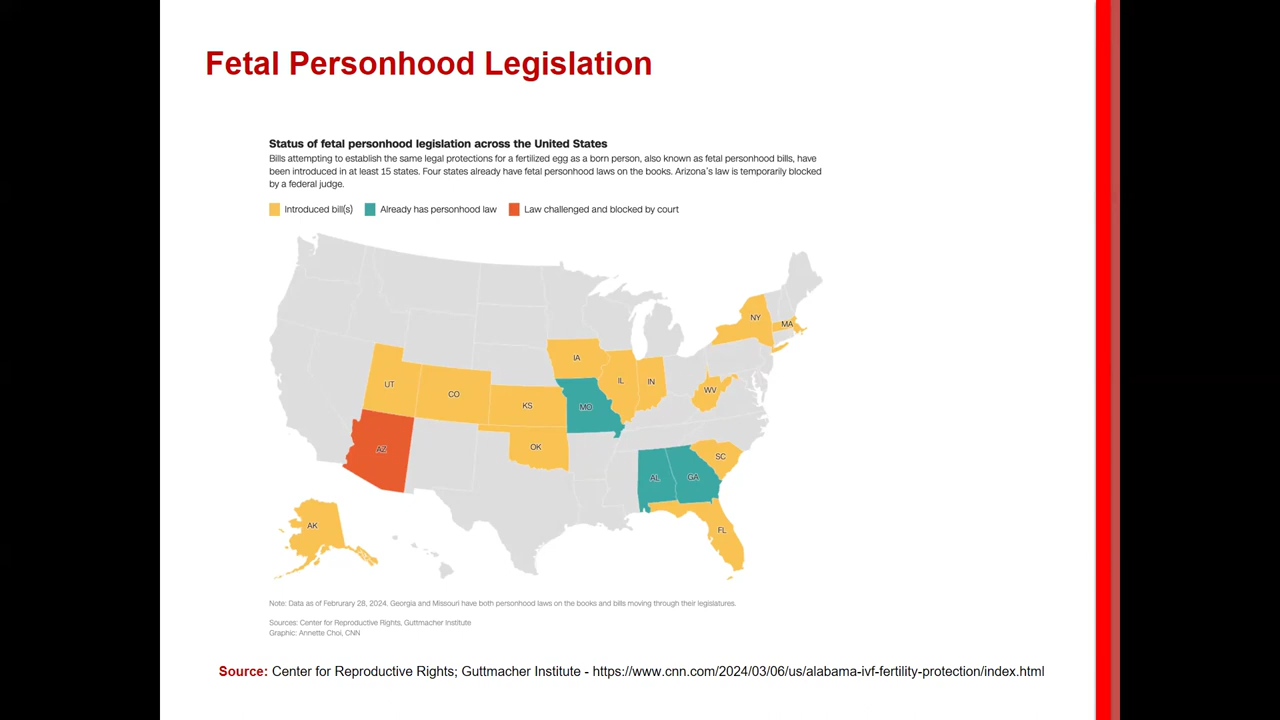 Fetal Personhood Legislation
Status of fetal personhood legislation across the United States
Bills attempting to establish the same legal protections for a fertilized egg as a born person, also known as fetal personhood bills, have
been introduced in at least 15 states. Four states already have fetal personhood laws on the books. Arizona's law is temporarily blocked
by a federal judge.
Introduced bill(s) Already has personhood law Law challenged and blocked by court
NY
MA
IA
UT
CO
IL
IN
WV
KS
MO
OK
AZ
SC
AL
GA
AK
FL
Note: Data as of Februrary 28, 2024. Georgia and Missouri have both personhood laws on the books and bills moving through their legislatures.
Sources: Center for Reproductive Rights, Guttmacher Institute
Graphic: Annette Choi, CNN
Source: Center for Reproductive Rights; Guttmacher Institute - https://www.cnn.com/2024/03/06/us/alabama-ivf-fertility-protection/index.html